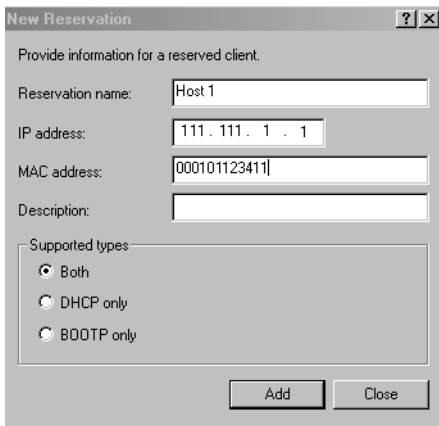 New Reservation
Provide information for a reserved client.
Reservation name: Host 1
IP address: 111 . 111 . 1 . 1
MAC address: 000101123411
Description:
Supported types
Both
DHCP only
BOOTP only
Add Close